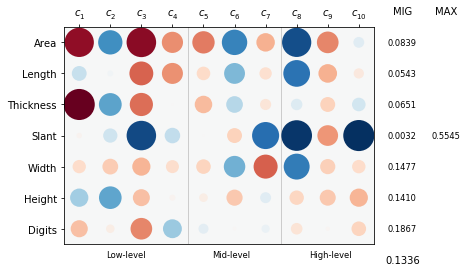 c1 c2 c3 c4 c5 c6 c7 c8 c9 c10 MIG MAX
Area 0.0839
Length 0.0543
Thickness 0.0651
Slant 0.0032 0.5545
Width 0.1477
Height 0.1410
Digits 0.1867
Low-level Mid-level High-level
0.1336